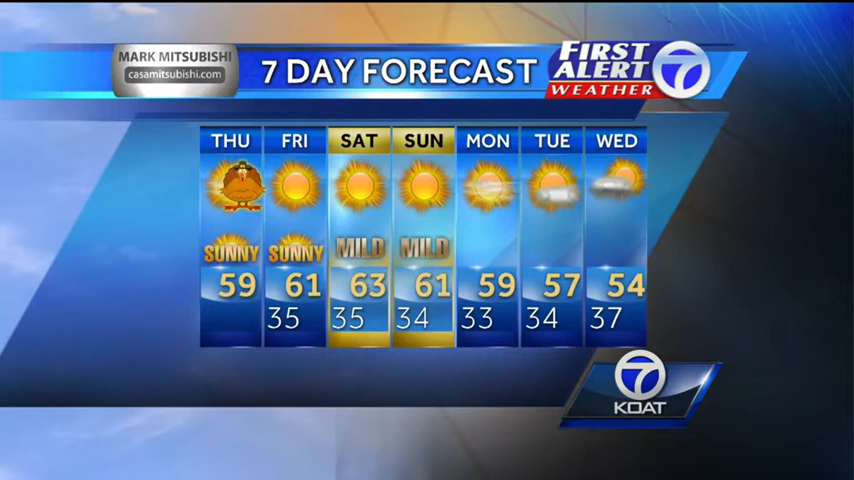 MARK MITSUBISHI
casamitsubishi.com
7 DAY FORECAST
FIRST
ALERT
WEATHER
7
THU FRI SAT SUN MON TUE WED
SUNNY SUNNY MILD MILD
59 61 63 61 59 57 54
35 35 34 33 34 37
7
KOAT